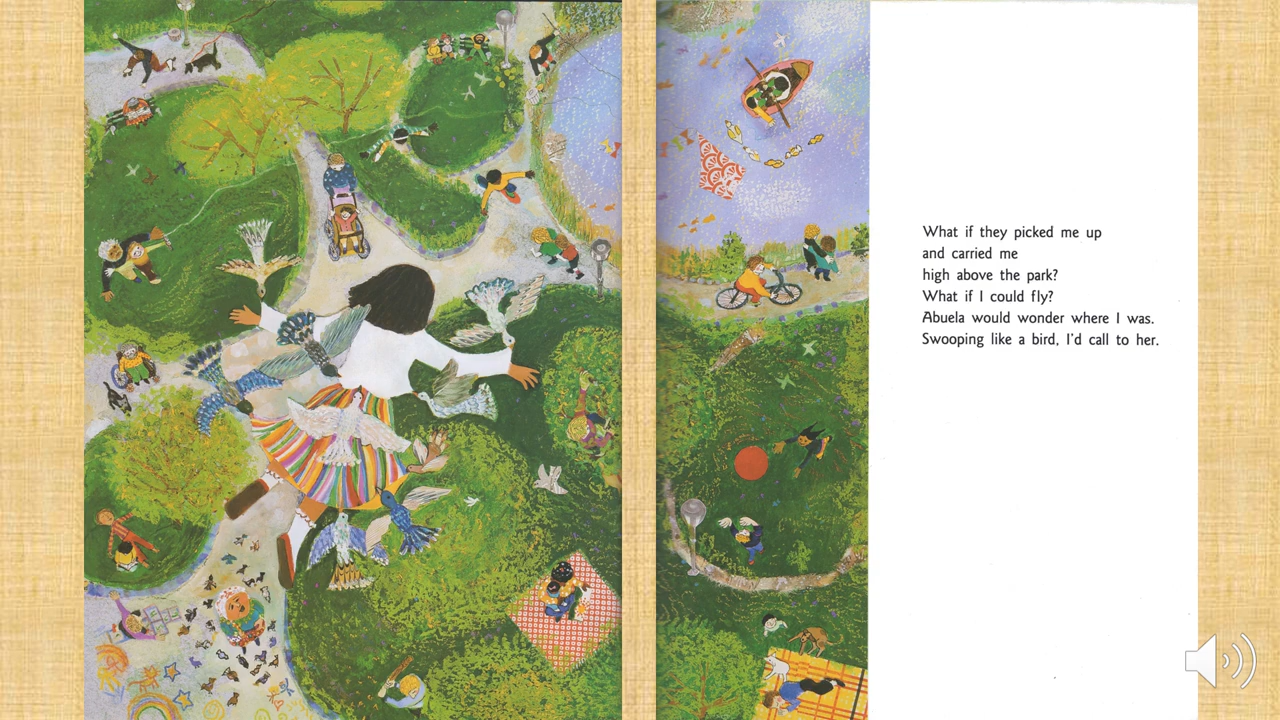 What if they picked me up
and carried me
high above the park?
What if I could fly?
Abuela would wonder where I was.
Swooping like a bird, I'd call to her.